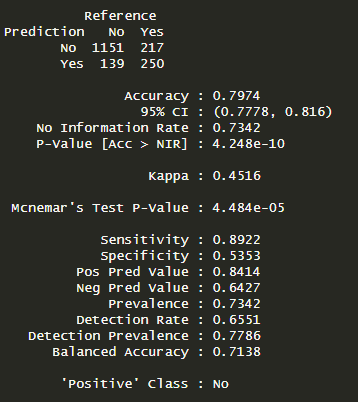 Reference
Prediction No Yes
No 1151 217
Yes 139 250
Accuracy : 0.7974
95% CI : (0.7778, 0.816)
No Information Rate : 0.7342
P-Value [Acc > NIR] : 4.248e-10
Kappa : 0.4516
Mcnemar's Test P-Value : 4.484e-05
Sensitivity : 0.8922
Specificity : 0.5353
Pos Pred Value : 0.8414
Neg Pred Value : 0.6427
Prevalence : 0.7342
Detection Rate : 0.6551
Detection Prevalence : 0.7786
Balanced Accuracy : 0.7138
'Positive' Class : No